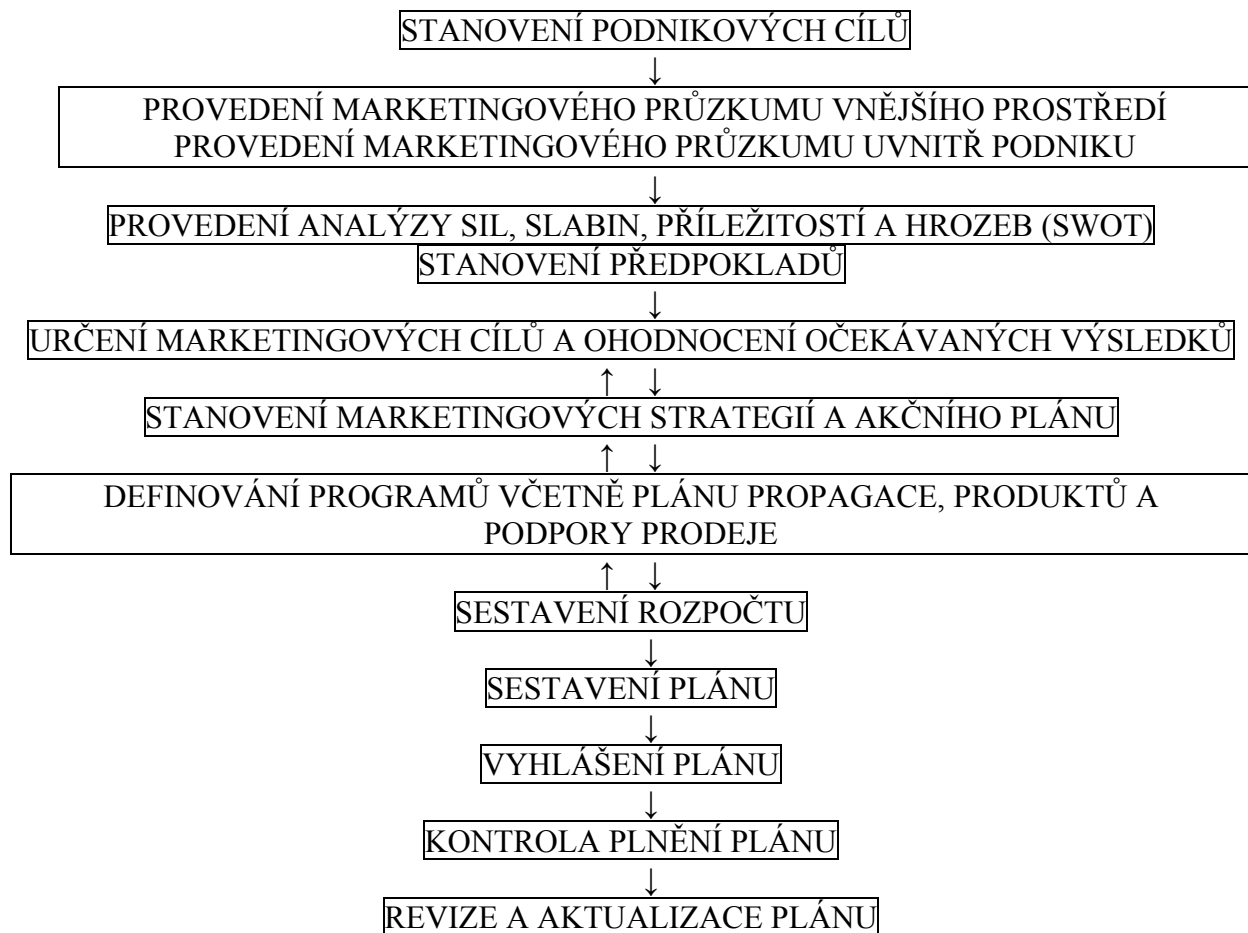 STANOVENÍ PODNIKOVÝCH CÍLŮ
↓
PROVEDENÍ MARKETINGOVÉHO PRŮZKUMU VNĚJŠÍHO PROSTŘEDÍ
PROVEDENÍ MARKETINGOVÉHO PRŮZKUMU UVNITŘ PODNIKU
↓
PROVEDENÍ ANALÝZY SIL, SLABIN, PŘÍLEŽITOSTÍ A HROZEB (SWOT)
STANOVENÍ PŘEDPOKLADŮ
↓
URČENÍ MARKETINGOVÝCH CÍLŮ A OHODNOCENÍ OČEKÁVANÝCH VÝSLEDKŮ
↑ ↓
STANOVENÍ MARKETINGOVÝCH STRATEGIÍ A AKČNÍHO PLÁNU
↑ ↓
DEFINOVÁNÍ PROGRAMŮ VČETNĚ PLÁNU PROPAGACE, PRODUKTŮ A
PODPORY PRODEJE
↑ ↓
SESTAVENÍ ROZPOČTU
↓
SESTAVENÍ PLÁNU
↓
VYHLÁŠENÍ PLÁNU
↓
KONTROLA PLNĚNÍ PLÁNU
↓
REVIZE A AKTUALIZACE PLÁNU